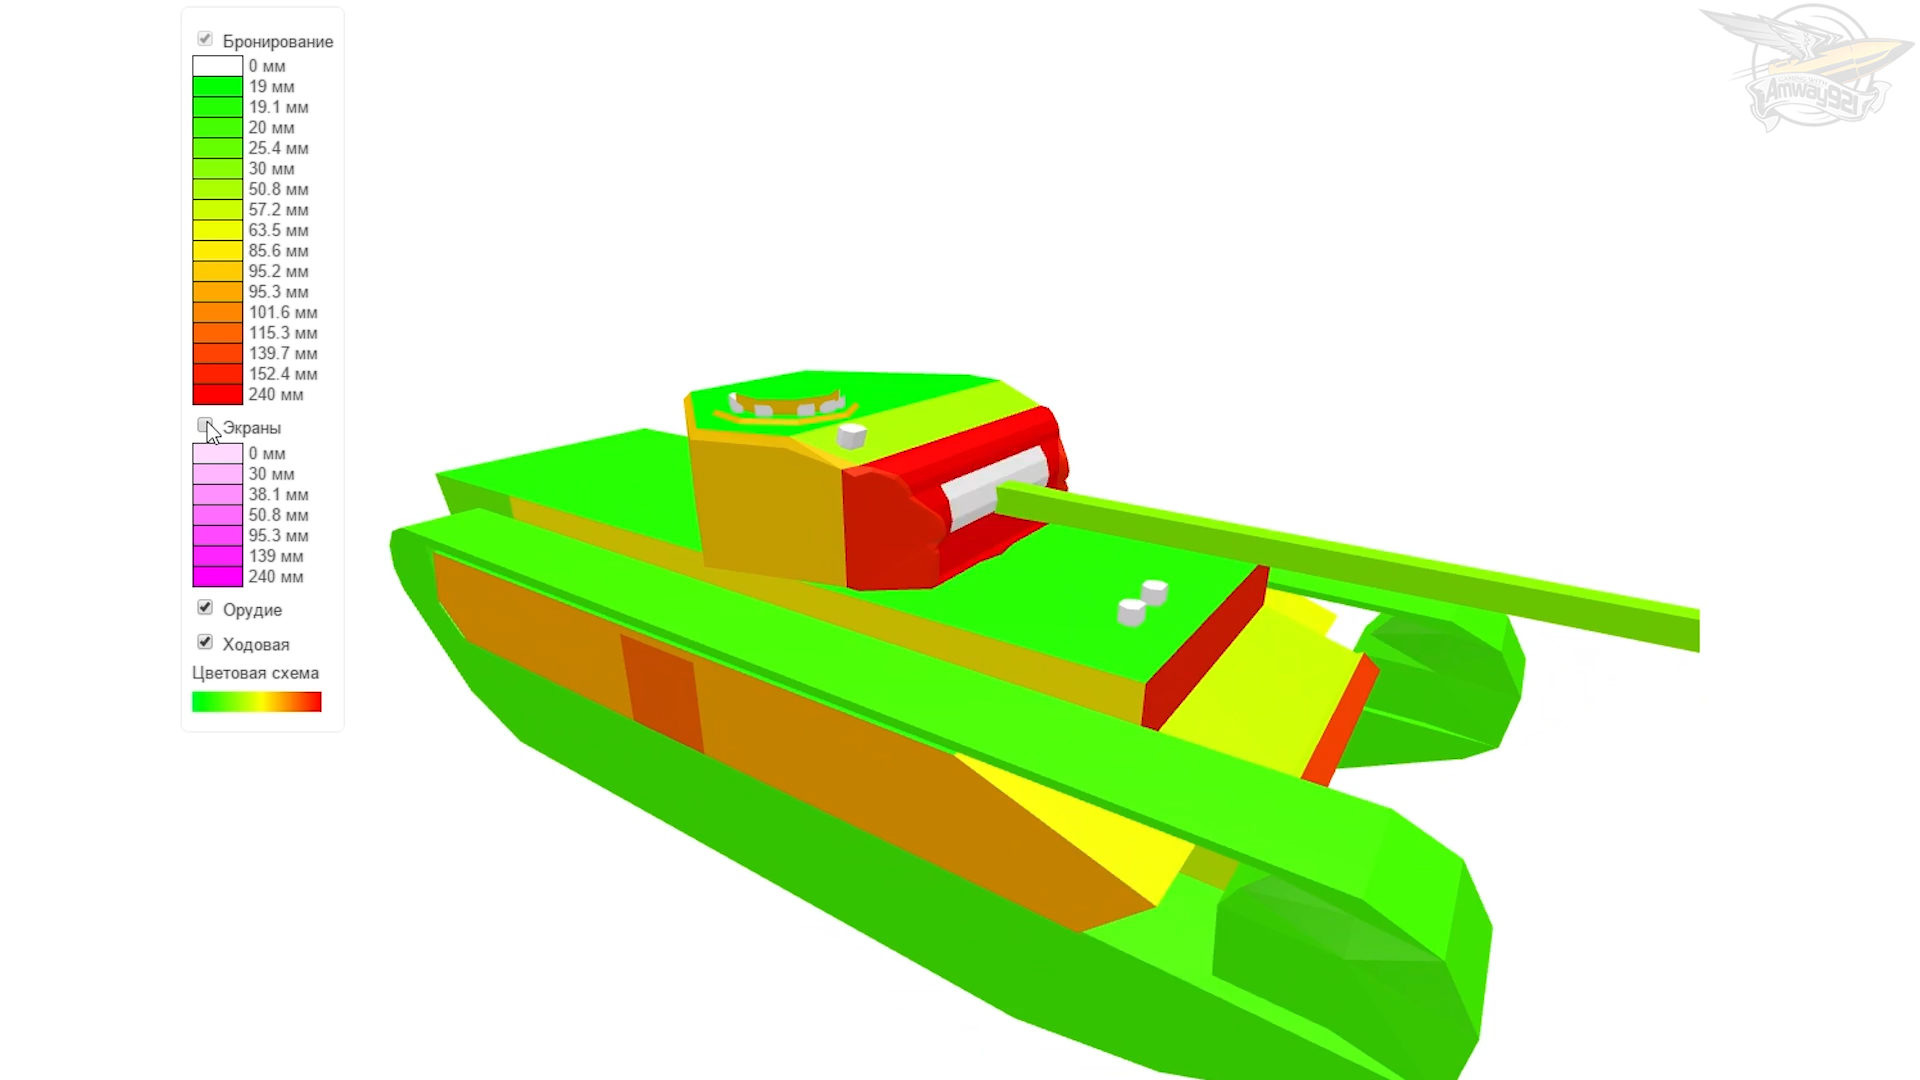 Бронирование
0 мм
19 мм
19.1 мм
20 мм
25.4 мм
30 мм
50.8 мм
57.2 мм
63.5 мм
85.6 мм
95.2 мм
95.3 мм
101.6 мм
115.3 мм
139.7 мм
152.4 мм
240 мм
Экраны
0 мм
30 мм
38.1 мм
50.8 мм
95.3 мм
139 мм
240 мм
Орудие
Ходовая
Цветовая схема
Amway921